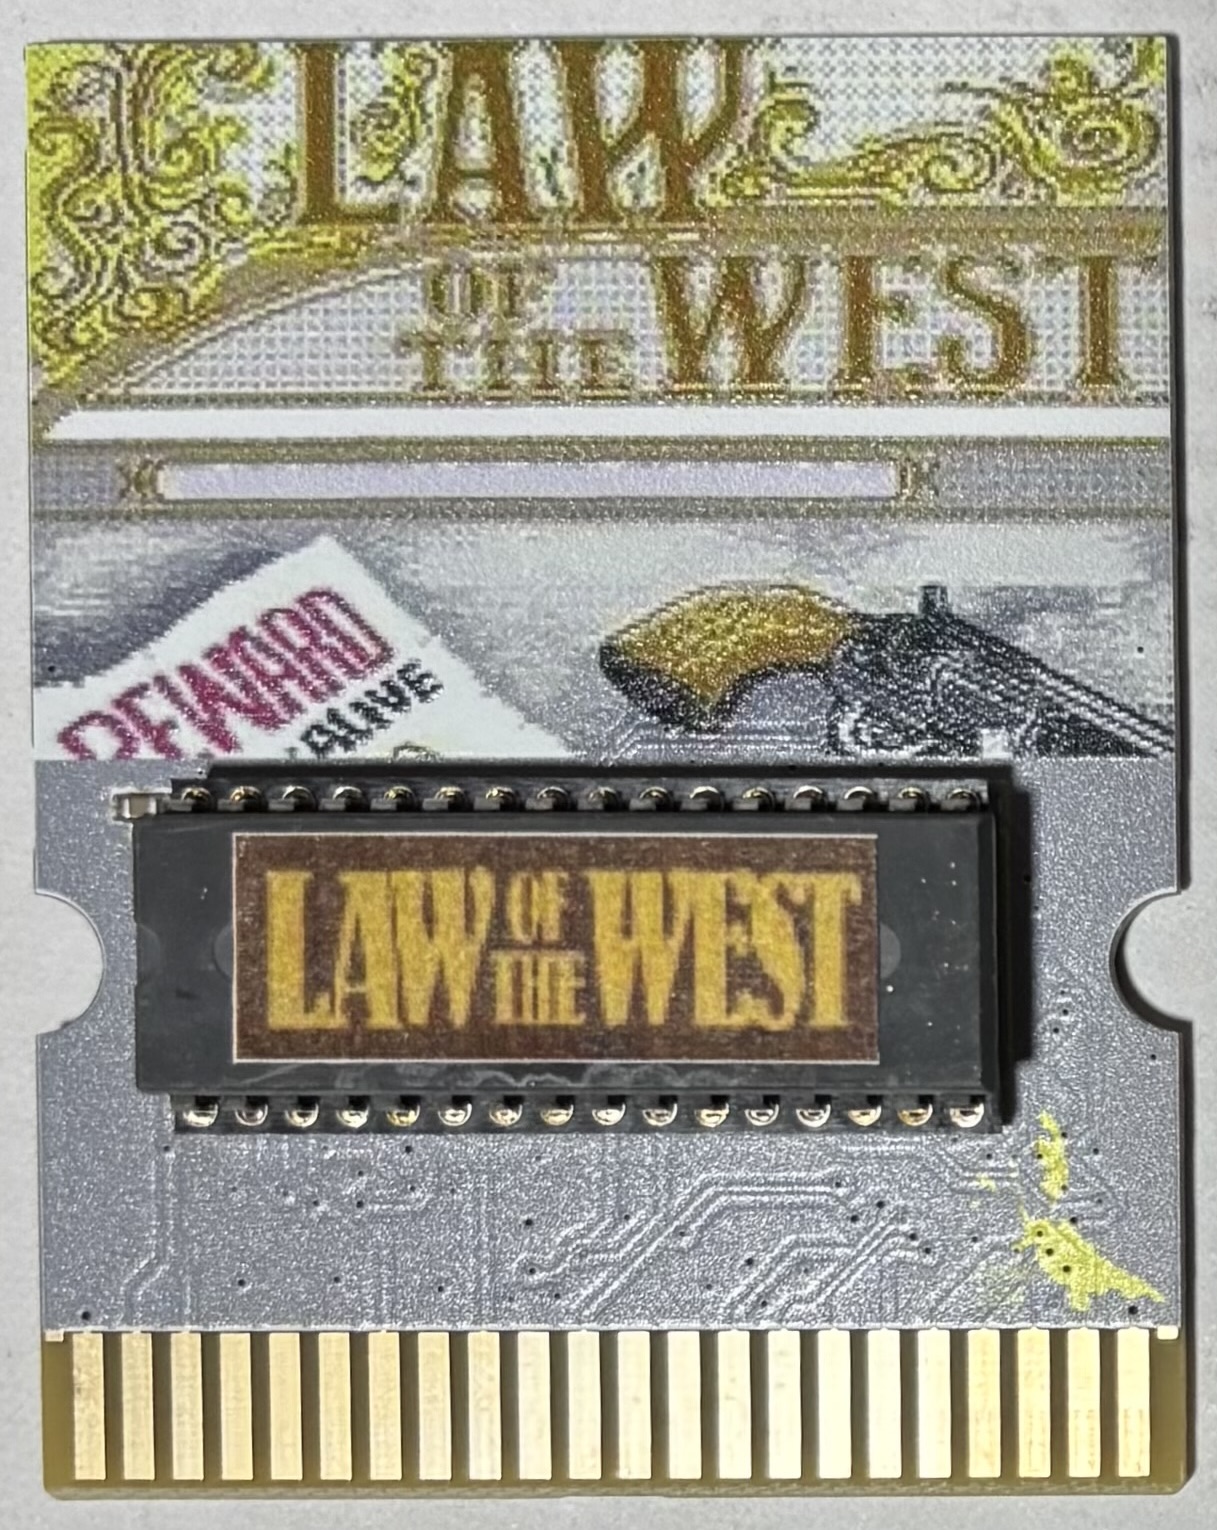 LAW
OF
THE WEST
REWARD
ALIVE
LAW OF THE WEST